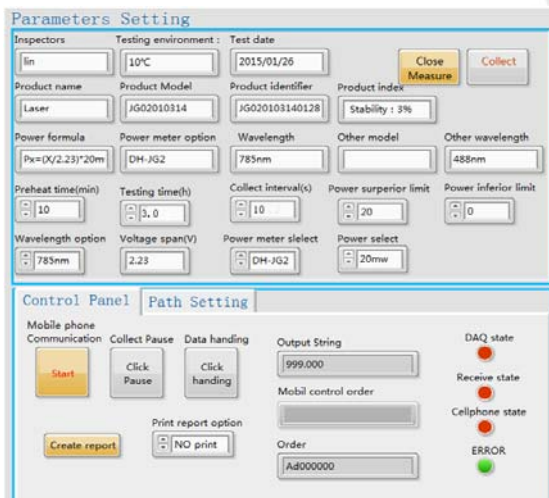 Parameters Setting
Inspectors Testing environment : Test date
lin 10℃ 2015/01/26 Close Measure Collect
Product name Product Model Product identifier Product index
Laser JG02010314 JG020103140128 Stability : 3%
Power formula Power meter option Wavelength Other model Other wavelength
Px=(X/2.23)*20m DH-JG2 785nm 488nm
Preheat time(min) Testing time(h) Collect interval(s) Power surperior limit Power inferior limit
10 3.0 10 20 0
Wavelength option Voltage span(V) Power meter slelect Power select
785nm 2.23 DH-JG2 20mw
Control Panel Path Setting
Mobile phone
Communication Collect Pause Data handing Output String DAQ state
Start Click Pause Click handing 999.000
Receive state
Mobil control order
Cellphone state
Print report option
Create report NO print Order ERROR
Ad000000